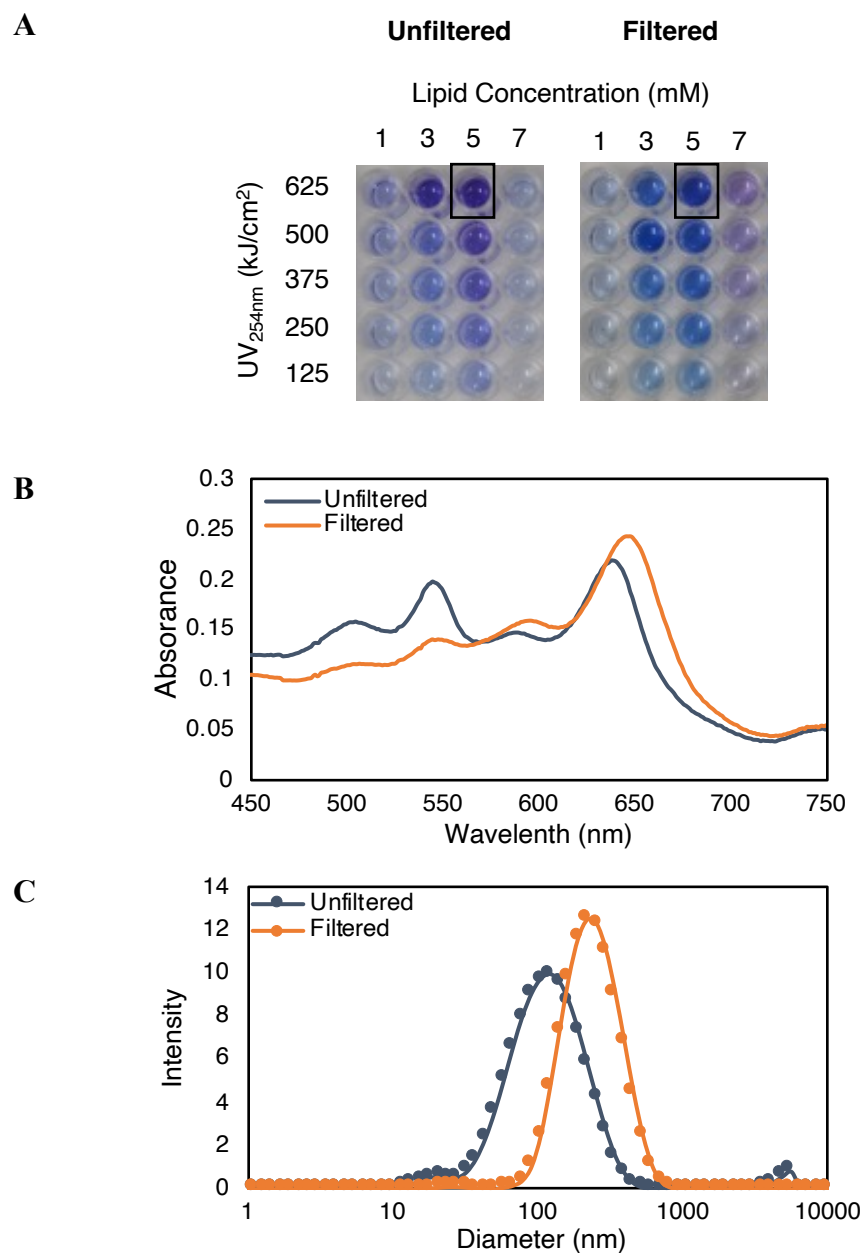 A
Unfiltered Filtered
Lipid Concentration (mM)
1 3 5 7 1 3 5 7
UV254nm (kJ/cm²)
625
500
375
250
125
B
Absorance
0.3
0.25
0.2
0.15
0.1
0.05
0
Unfiltered
Filtered
450 500 550 600 650 700 750
Wavelenth (nm)
C
Intensity
14
12
10
8
6
4
2
0
Unfiltered
Filtered
1 10 100 1000 10000
Diameter (nm)